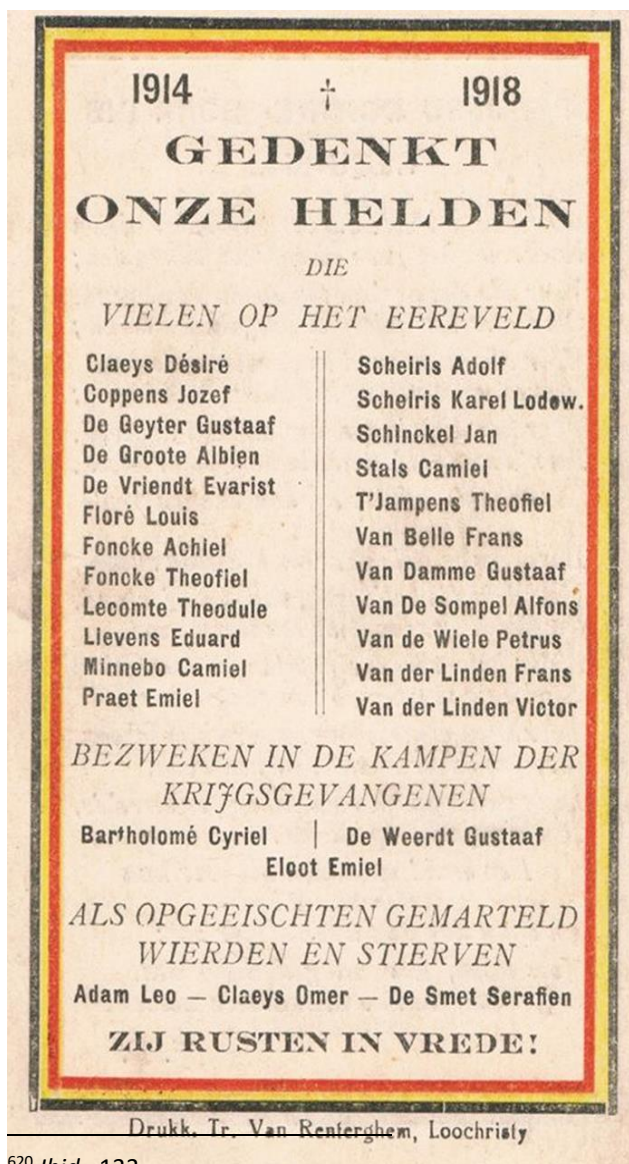 1914 † 1918
GEDENKT
ONZE HELDEN
DIE
VIELEN OP HET EEREVELD
Claeys Désiré
Coppens Jozef
De Geyter Gustaaf
De Groote Albien
De Vriendt Evarist
Floré Louis
Foncke Achiel
Foncke Theofiel
Lecomte Theodule
Lievens Eduard
Minnebo Camiel
Praet Emiel
Scheiris Adolf
Scheiris Karel Lodew.
Schinckel Jan
Stals Camiel
T'Jampens Theofiel
Van Belle Frans
Van Damme Gustaaf
Van De Sompel Alfons
Van de Wiele Petrus
Van der Linden Frans
Van der Linden Victor
BEZWEKEN IN DE KAMPEN DER
KRIJGSGEVANGENEN
Bartholomé Cyriel | De Weerdt Gustaaf
Eloot Emiel
ALS OPGEEISCHTEN GEMARTELD
WIERDEN EN STIERVEN
Adam Leo — Claeys Omer — De Smet Serafien
ZIJ RUSTEN IN VREDE!
Drukk. Tr. Van Renterghem, Loochristy
620 Ibid.